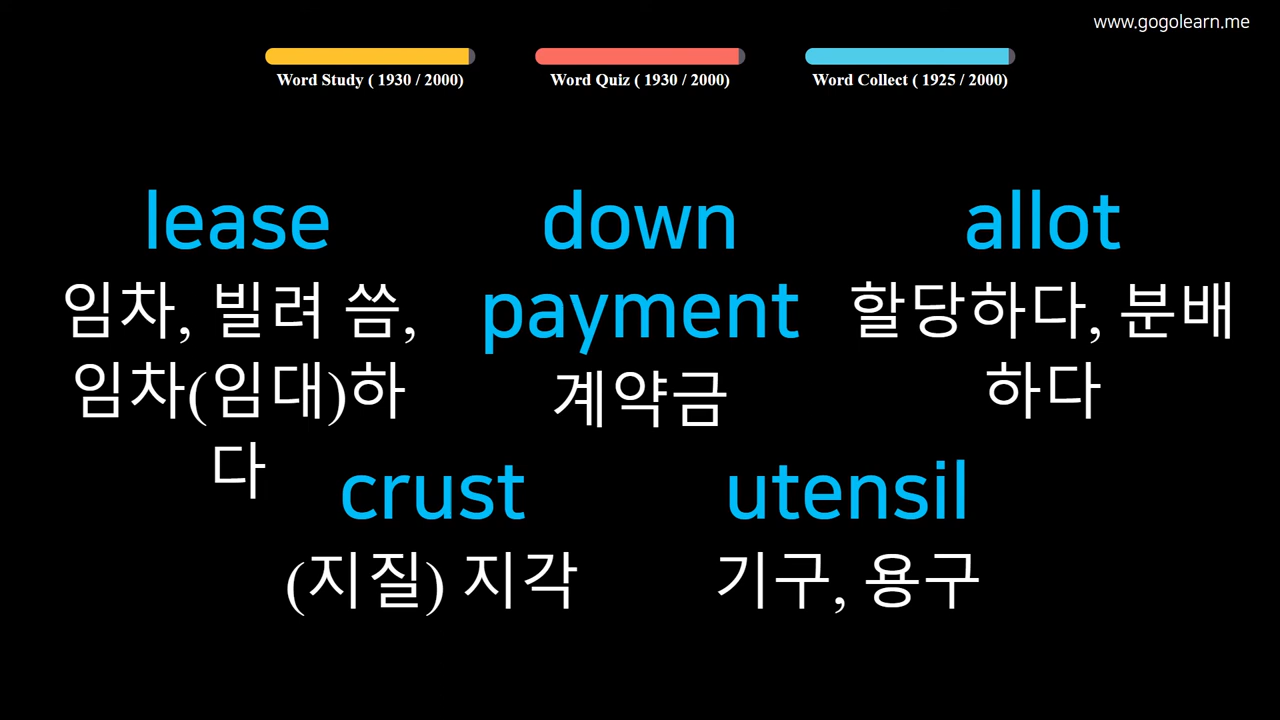 www.gogolearn.me
Word Study ( 1930 / 2000)
Word Quiz ( 1930 / 2000)
Word Collect ( 1925 / 2000)
lease
임차, 빌려 씀,
임차(임대)하
다
down
payment
계약금
allot
할당하다, 분배
하다
crust
(지질) 지각
utensil
기구, 용구